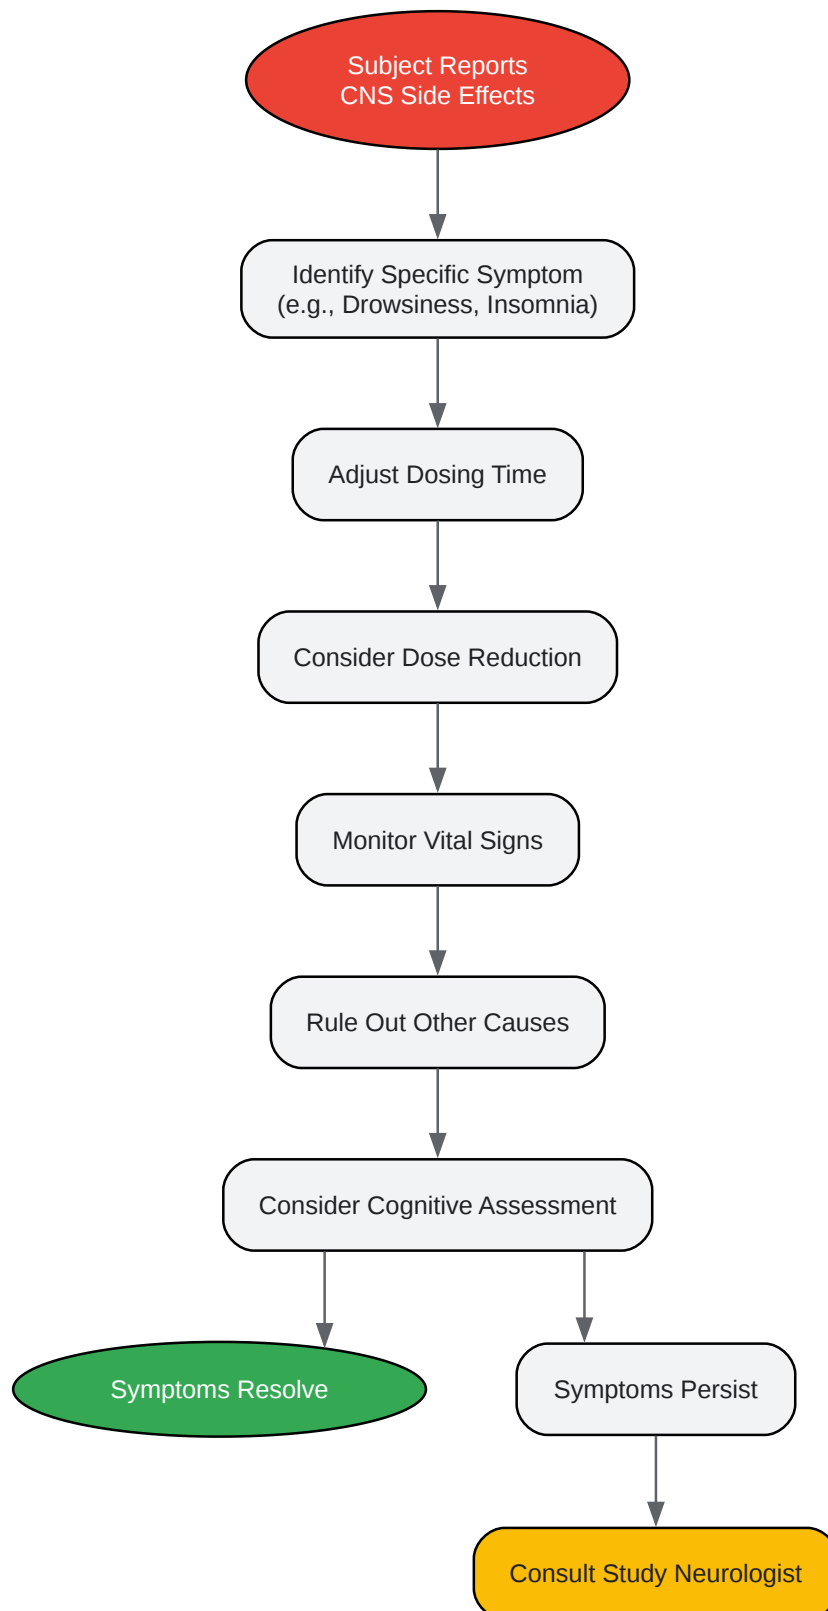 Subject Reports
CNS Side Effects
Identify Specific Symptom
(e.g., Drowsiness, Insomnia)
Adjust Dosing Time
Consider Dose Reduction
Monitor Vital Signs
Rule Out Other Causes
Consider Cognitive Assessment
Symptoms Resolve
Symptoms Persist
Consult Study Neurologist